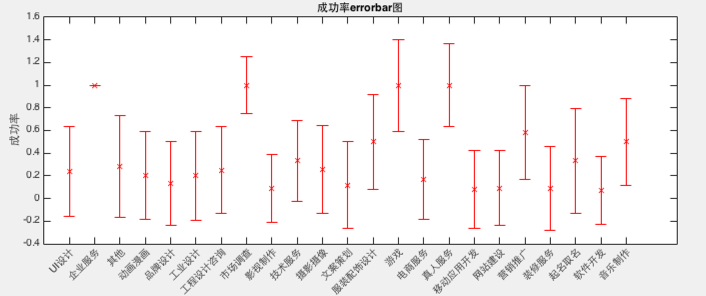 成功率errorbar图
1.6
1.4
1.2
1
0.8
0.6
0.4
0.2
0
-0.2
-0.4
成功率
UI设计
企业服务
其他
动画漫画
品牌设计
工业设计
工程设计咨询
市场调查
影视制作
技术服务
摄影摄像
文案策划
服装配饰设计
游戏
电商服务
真人服务
移动应用开发
网站建设
营销推广
装修服务
起名取名
软件开发
音乐制作